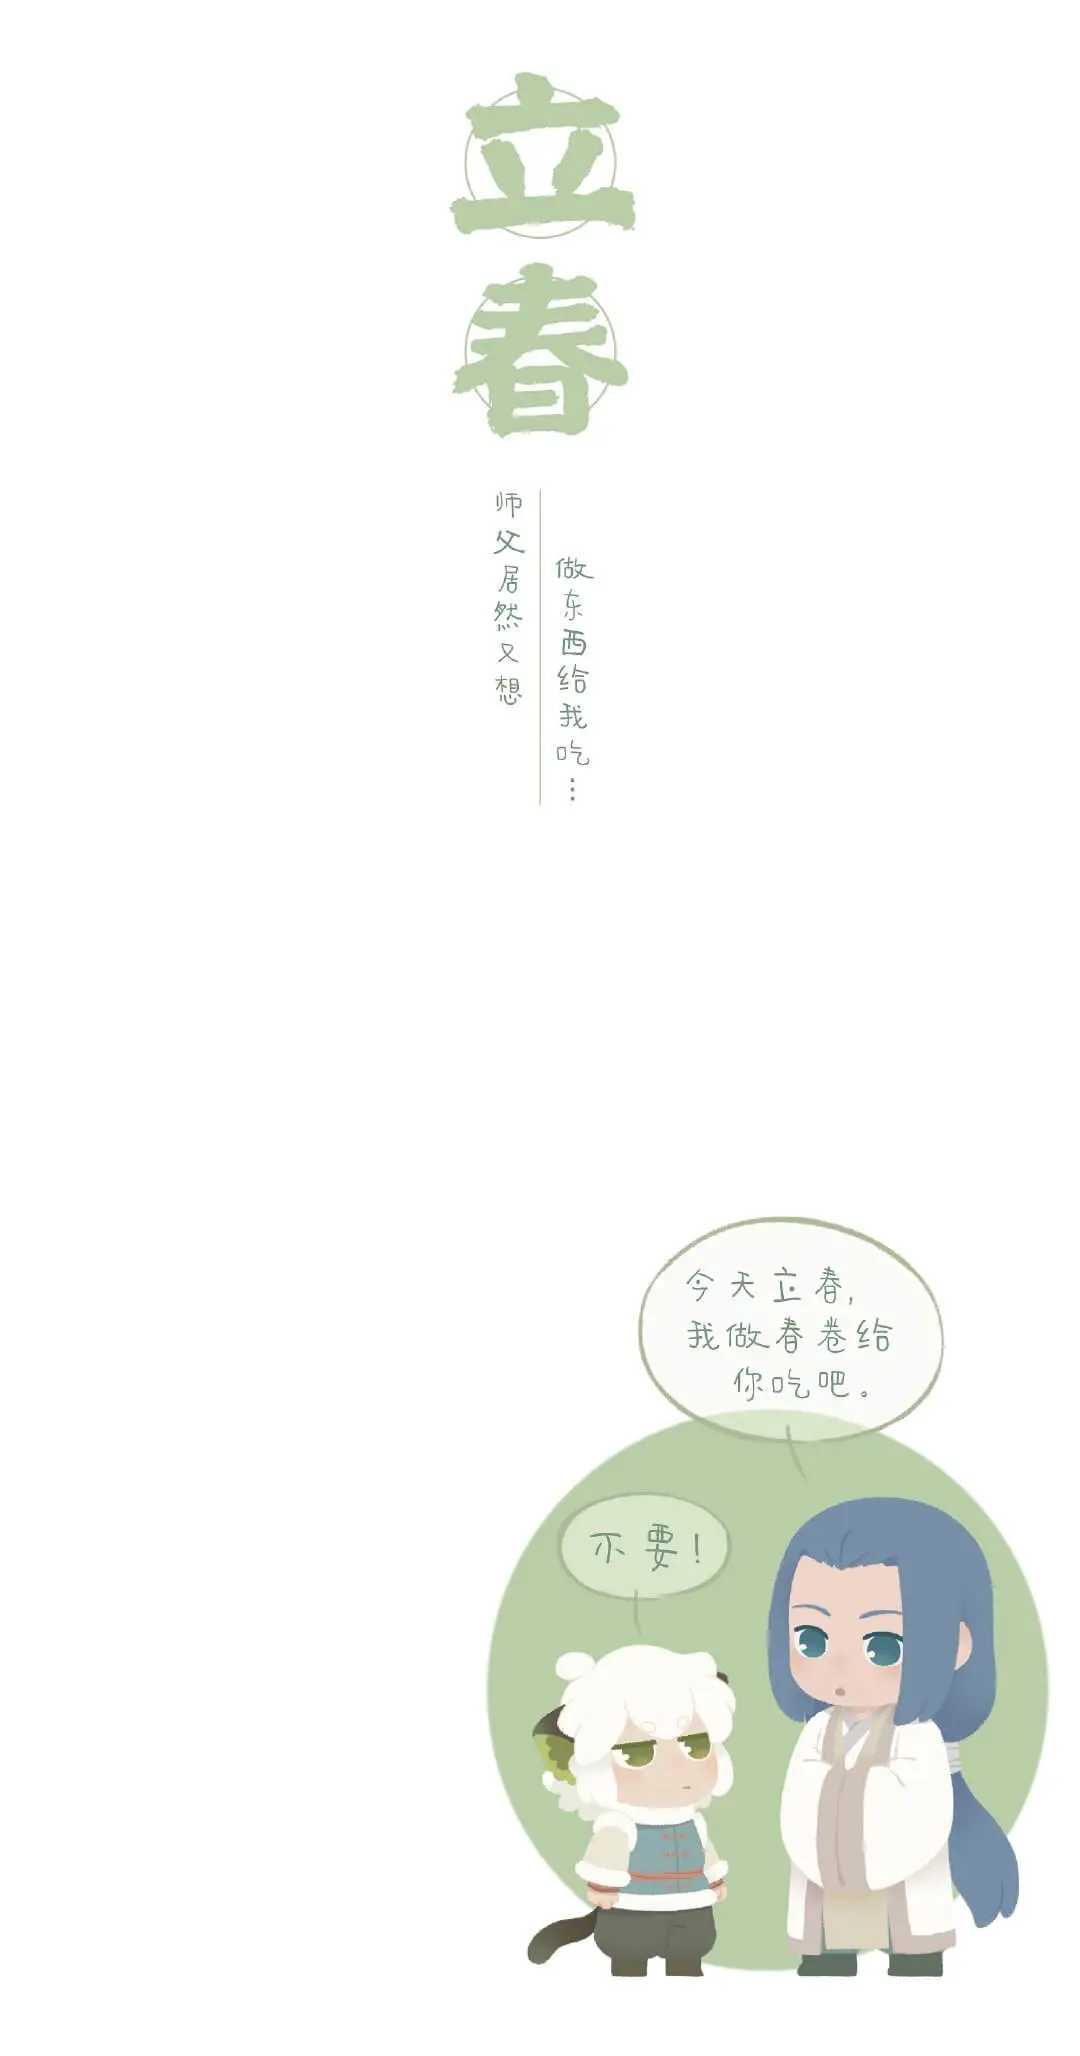 立春
师父居然又想
做东西给我吃…
今天立春,
我做春卷给
你吃吧。
不要!